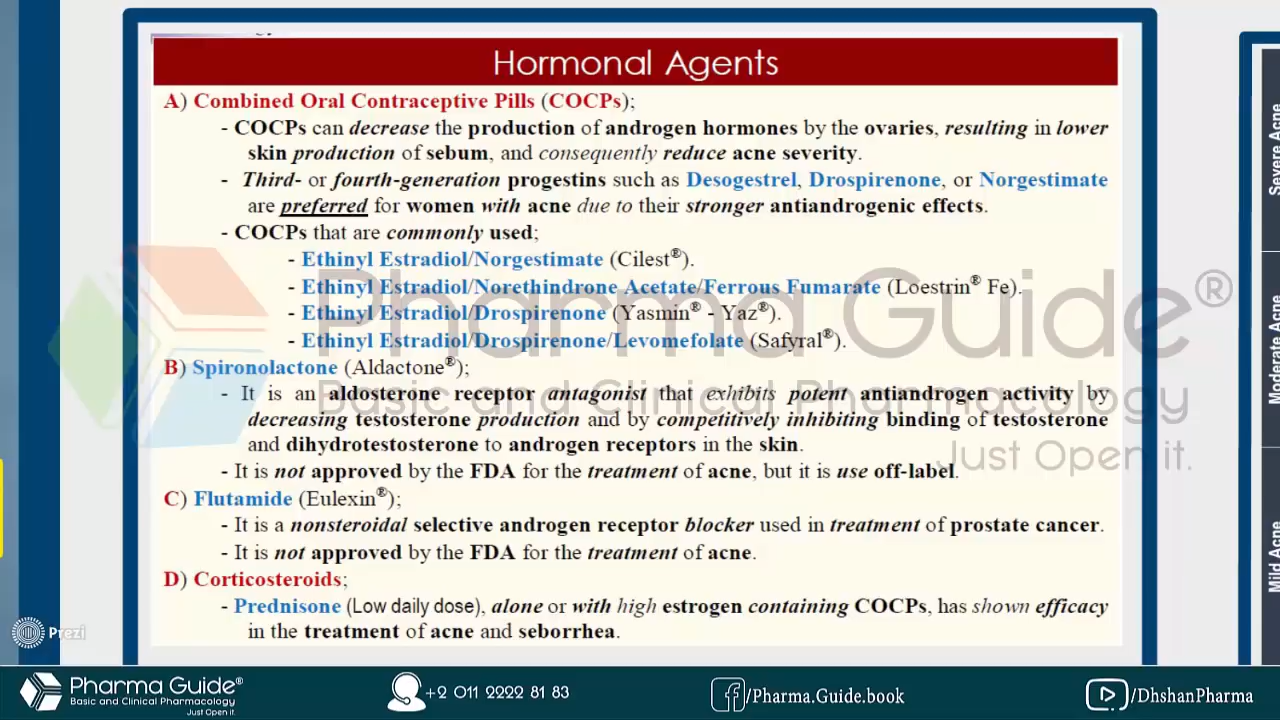 Hormonal Agents
A) Combined Oral Contraceptive Pills (COCPs);
- COCPs can decrease the production of androgen hormones by the ovaries, resulting in lower
skin production of sebum, and consequently reduce acne severity.
- Third- or fourth-generation progestins such as Desogestrel, Drospirenone, or Norgestimate
are preferred for women with acne due to their stronger antiandrogenic effects.
- COCPs that are commonly used;
- Ethinyl Estradiol/Norgestimate (Cilest®).
- Ethinyl Estradiol/Norethindrone Acetate/Ferrous Fumarate (Loestrin® Fe).
- Ethinyl Estradiol/Drospirenone (Yasmin® - Yaz®).
- Ethinyl Estradiol/Drospirenone/Levomefolate (Safyral®).
B) Spironolactone (Aldactone®);
- It is an aldosterone receptor antagonist that exhibits potent antiandrogen activity by
decreasing testosterone production and by competitively inhibiting binding of testosterone
and dihydrotestosterone to androgen receptors in the skin.
- It is not approved by the FDA for the treatment of acne, but it is use off-label.
C) Flutamide (Eulexin®);
- It is a nonsteroidal selective androgen receptor blocker used in treatment of prostate cancer.
- It is not approved by the FDA for the treatment of acne.
D) Corticosteroids;
- Prednisone (Low daily dose), alone or with high estrogen containing COCPs, has shown efficacy
in the treatment of acne and seborrhea.
Pharma Guide®
Basic and Clinical Pharmacology
Just Open it.
Severe Acne
Moderate Acne
Mild Acne
Prezi
Pharma Guide®
Basic and Clinical Pharmacology
Just Open it.
+2 011 2222 81 83
/Pharma.Guide.book
/DhshanPharma